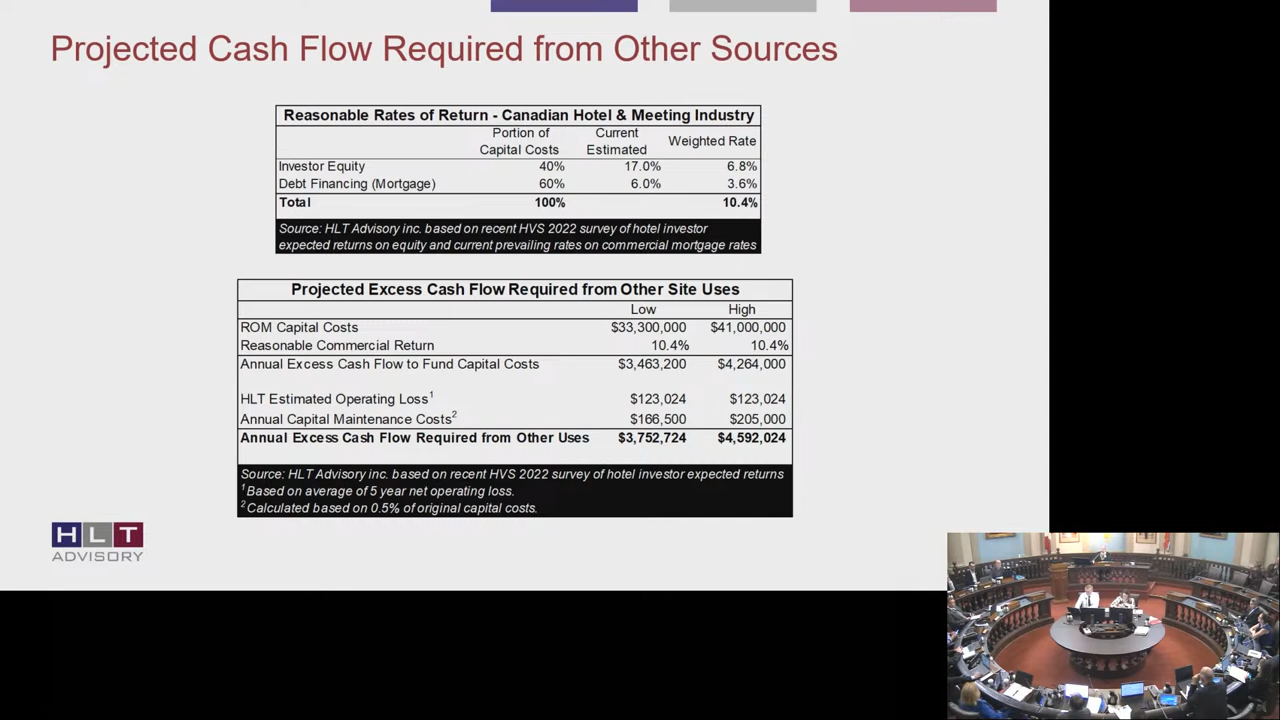 Projected Cash Flow Required from Other Sources
Reasonable Rates of Return - Canadian Hotel & Meeting Industry
Portion of Capital Costs Current Estimated Weighted Rate
Investor Equity 40% 17.0% 6.8%
Debt Financing (Mortgage) 60% 6.0% 3.6%
Total 100% 10.4%
Source: HLT Advisory inc. based on recent HVS 2022 survey of hotel investor
expected returns on equity and current prevailing rates on commercial mortgage rates
Projected Excess Cash Flow Required from Other Site Uses
Low High
ROM Capital Costs $33,300,000 $41,000,000
Reasonable Commercial Return 10.4% 10.4%
Annual Excess Cash Flow to Fund Capital Costs $3,463,200 $4,264,000
HLT Estimated Operating Loss1 $123,024 $123,024
Annual Capital Maintenance Costs2 $166,500 $205,000
Annual Excess Cash Flow Required from Other Uses $3,752,724 $4,592,024
Source: HLT Advisory inc. based on recent HVS 2022 survey of hotel investor expected returns
1 Based on average of 5 year net operating loss.
2 Calculated based on 0.5% of original capital costs.
HLT
ADVISORY